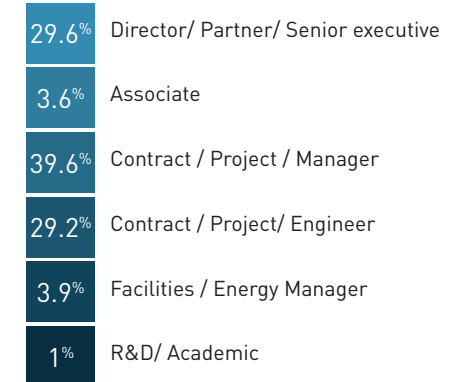 29.6% Director/ Partner/ Senior executive
3.6% Associate
39.6% Contract / Project / Manager
29.2% Contract / Project/ Engineer
3.9% Facilities / Energy Manager
1% R&D/ Academic